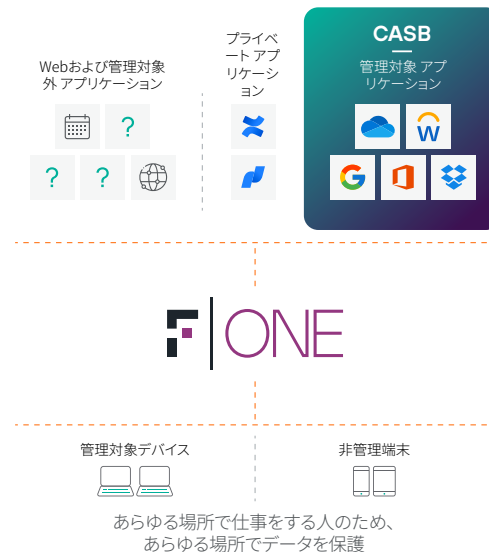 Webおよび管理対象
外 アプリケーション
?
?
?
プライベ
ート アプ
リケーシ
ョン
CASB
管理対象 アプ
リケーション
W
G
F|ONE
管理対象デバイス
非管理端末
あらゆる場所で仕事をする人のため、
あらゆる場所でデータを保護